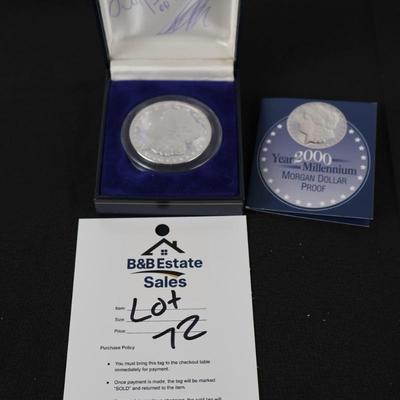 Year 2000 Millennium
MORGAN DOLLAR
PROOF
B&B Estate
Sales
Item:
Lot
Size:
Price:
72
Purchase Policy
• You must bring this tag to the checkout table
immediately for payment.
• Once payment is made, the tag will be marked
"SOLD" and returned to the item.